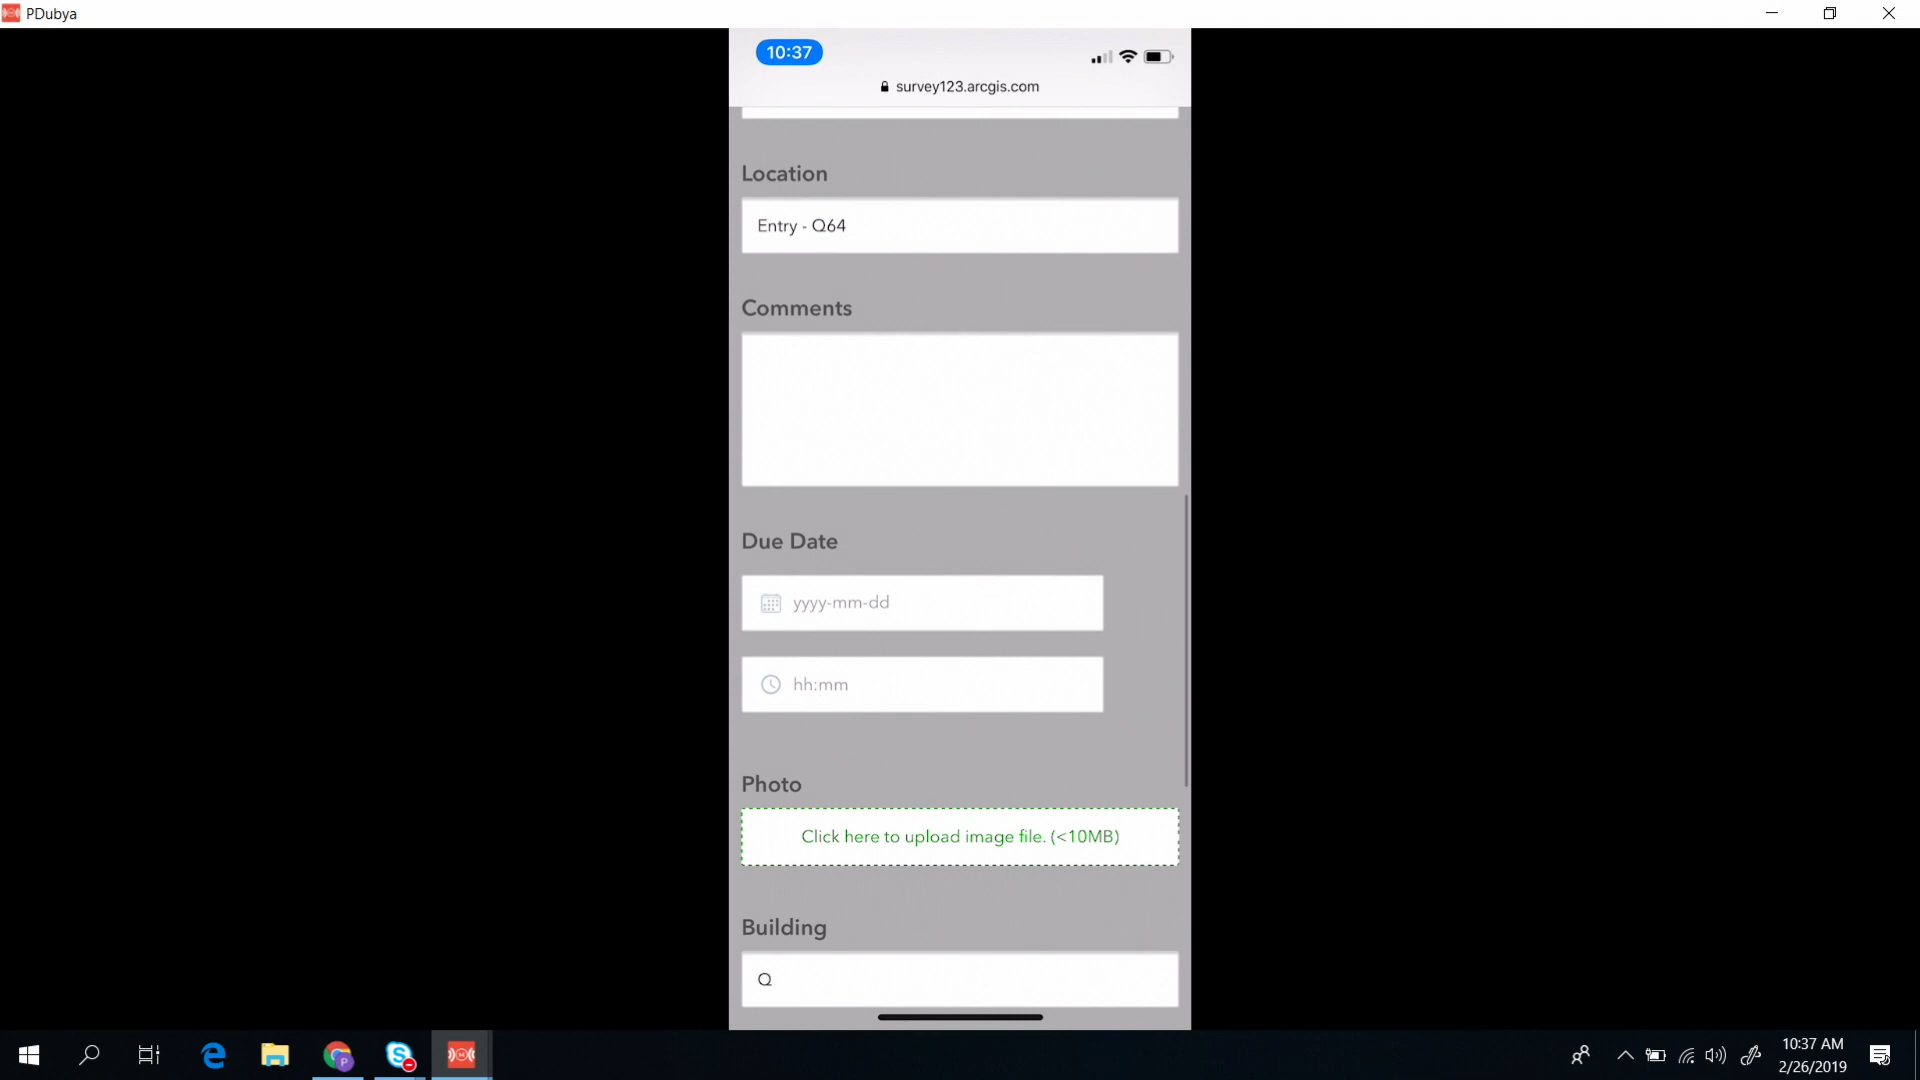 PDubya
10:37
survey123.arcgis.com
Location
Entry - Q64
Comments
Due Date
yyyy-mm-dd
hh:mm
Photo
Click here to upload image file. (<10MB)
Building
Q
P
10:37 AM
2/26/2019